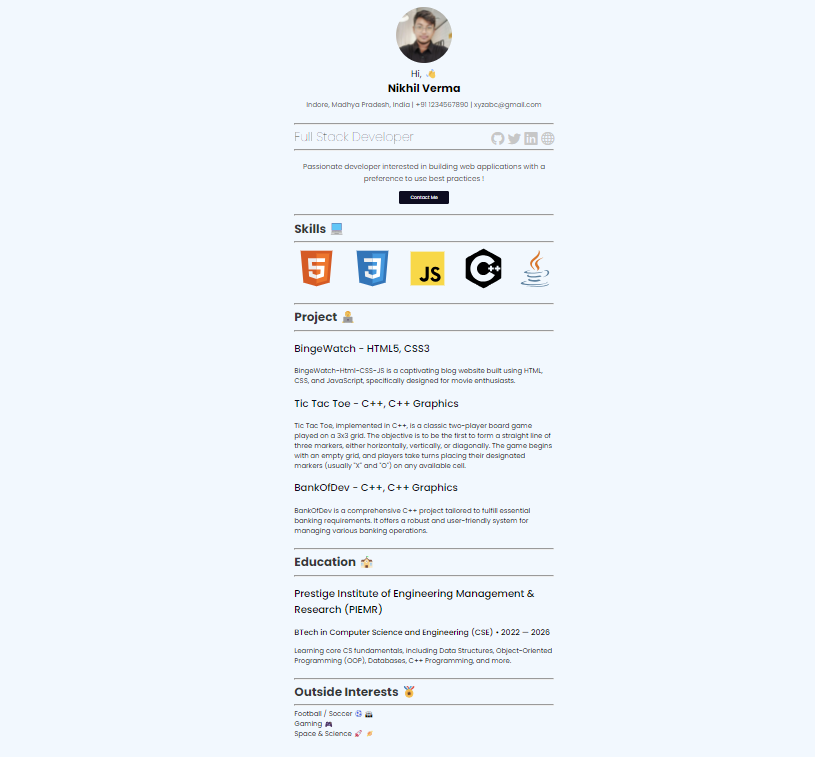 Hi, 👋
Nikhil Verma
Indore, Madhya Pradesh, India | +91 1234567890 | xyzabc@gmail.com
Full Stack Developer
Passionate developer interested in building web applications with a
preference to use best practices !
Contact Me
Skills 💻
5 3 JS C++ Java
Project 👨‍💻
BingeWatch - HTML5, CSS3
BingeWatch-Html-CSS-JS is a captivating blog website built using HTML,
CSS, and JavaScript, specifically designed for movie enthusiasts.
Tic Tac Toe - C++, C++ Graphics
Tic Tac Toe, implemented in C++, is a classic two-player board game
played on a 3x3 grid. The objective is to be the first to form a straight line of
three markers, either horizontally, vertically, or diagonally. The game begins
with an empty grid, and players take turns placing their designated
markers (usually "X" and "O") on any available cell.
BankOfDev - C++, C++ Graphics
BankOfDev is a comprehensive C++ project tailored to fulfill essential
banking requirements. It offers a robust and user-friendly system for
managing various banking operations.
Education 🏫
Prestige Institute of Engineering Management &
Research (PIEMR)
BTech in Computer Science and Engineering (CSE) • 2022 — 2026
Learning core CS fundamentals, including Data Structures, Object-Oriented
Programming (OOP), Databases, C++ Programming, and more.
Outside Interests 🏅
Football / Soccer ⚽ 🥅
Gaming 🎮
Space & Science 🚀 💥